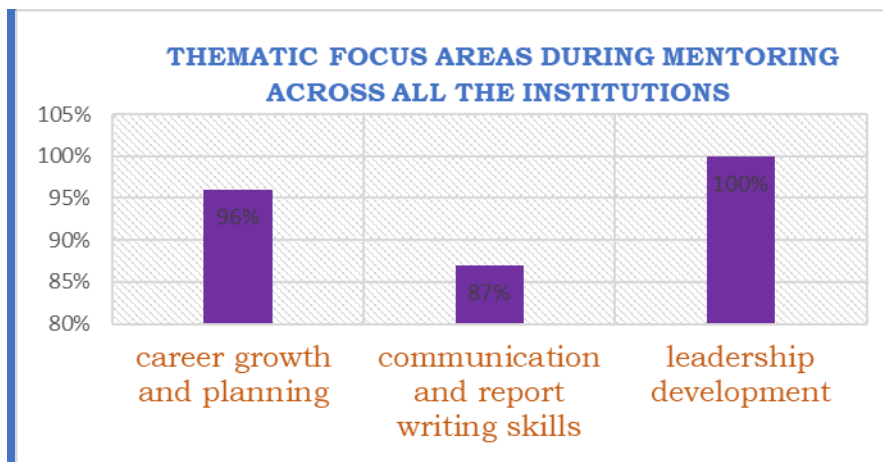 THEMATIC FOCUS AREAS DURING MENTORING
ACROSS ALL THE INSTITUTIONS
105%
100%
95%
90%
85%
80%
96%
87%
100%
career growth
and planning
communication
and report
writing skills
leadership
development